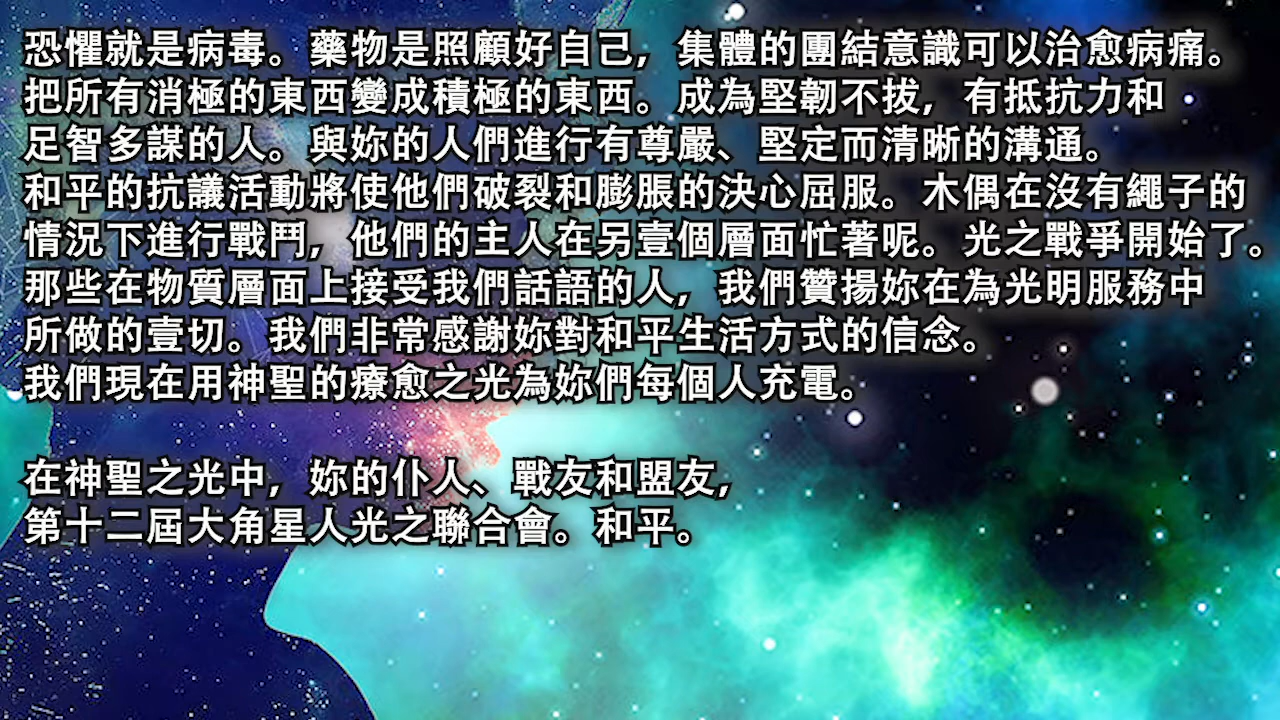 恐懼就是病毒。藥物是照顧好自己，集體的團結意識可以治愈病痛。
把所有消極的東西變成積極的東西。成為堅韌不拔，有抵抗力和
足智多謀的人。與妳的人們進行有尊嚴、堅定而清晰的溝通。
和平的抗議活動將使他們破裂和膨脹的決心屈服。木偶在沒有繩子的
情況下進行戰鬥，他們的主人在另壹個層面忙著呢。光之戰爭開始了。
那些在物質層面上接受我們話語的人，我們贊揚妳在為光明服務中
所做的壹切。我們非常感謝妳對和平生活方式的信念。
我們現在用神聖的療愈之光為妳們每個人充電。
在神聖之光中，妳的仆人、戰友和盟友，
第十二屆大角星人光之聯合會。和平。